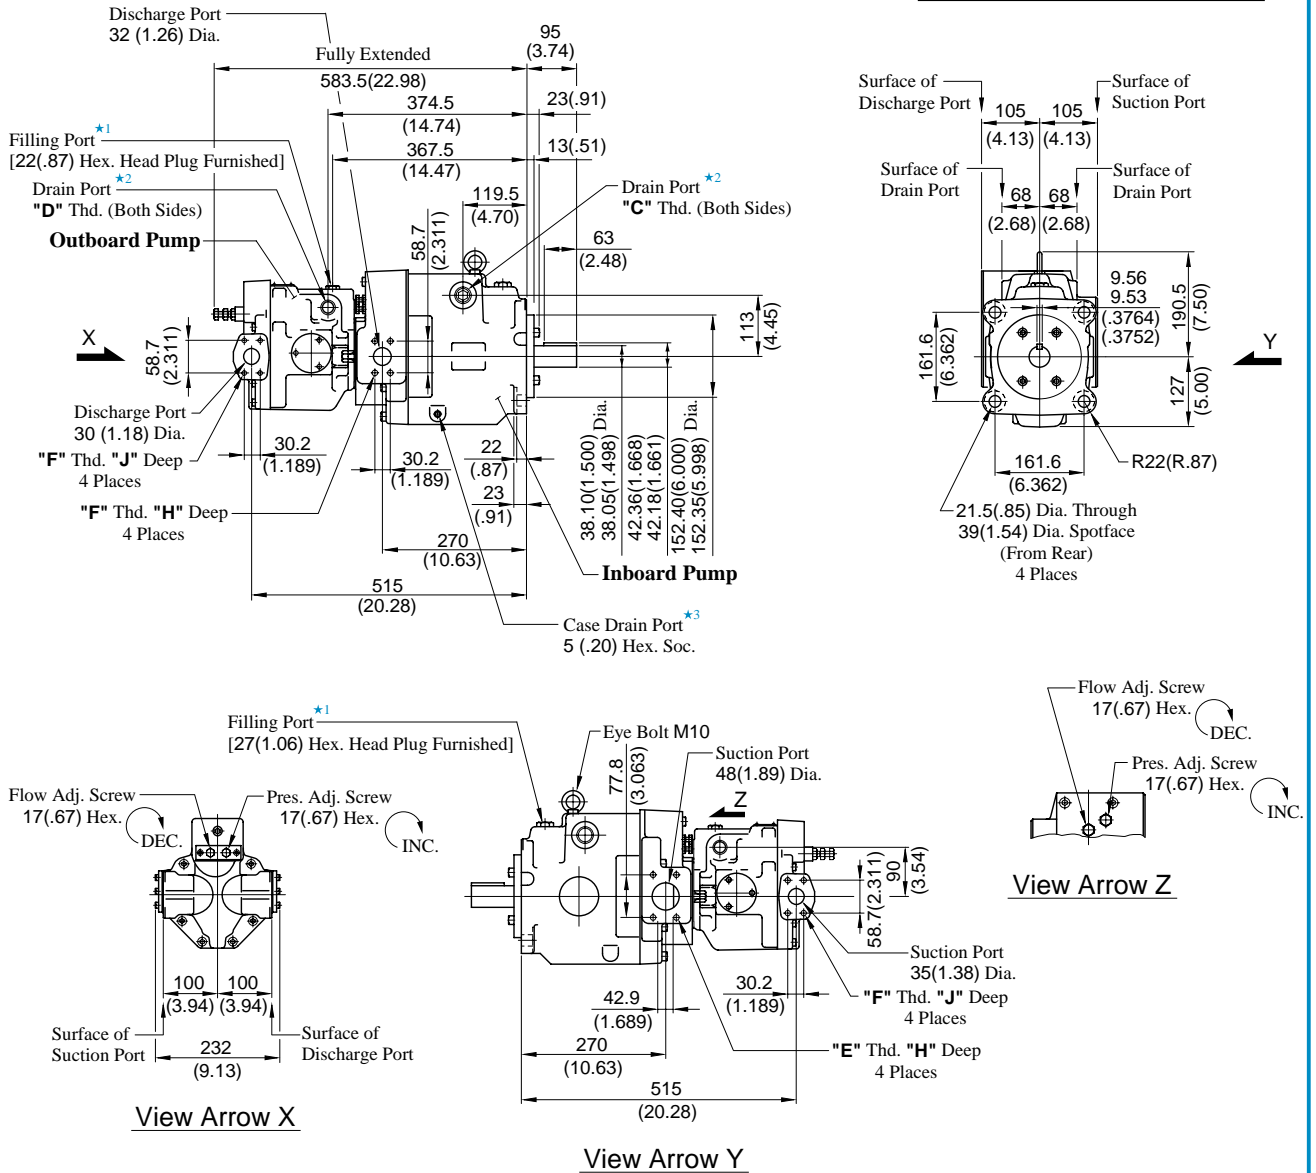 Discharge Port
32 (1.26) Dia.
Fully Extended
583.5(22.98)
95
(3.74)
374.5
(14.74)
23(.91)
Filling Port★1
[22(.87) Hex. Head Plug Furnished]
367.5
(14.47)
13(.51)
Drain Port★2
"D" Thd. (Both Sides)
119.5
(4.70)
Drain Port★2
"C" Thd. (Both Sides)
Outboard Pump
58.7
(2.311)
63
(2.48)
X
58.7
(2.311)
113
(4.45)
Discharge Port
30 (1.18) Dia.
"F" Thd. "J" Deep
4 Places
30.2
(1.189)
30.2
(1.189)
22
(.87)
23
(.91)
"F" Thd. "H" Deep
4 Places
38.10(1.500) Dia.
38.05(1.498)
42.36(1.668)
42.18(1.661)
152.40(6.000) Dia.
152.35(5.998)
270
(10.63)
Inboard Pump
515
(20.28)
Case Drain Port★3
5 (.20) Hex. Soc.
Surface of
Discharge Port
Surface of
Suction Port
105
(4.13)
105
(4.13)
Surface of
Drain Port
Surface of
Drain Port
68
(2.68)
68
(2.68)
9.56
9.53
(.3764)
(.3752)
190.5
(7.50)
Y
161.6
(6.362)
127
(5.00)
161.6
(6.362)
R22(R.87)
21.5(.85) Dia. Through
39(1.54) Dia. Spotface
(From Rear)
4 Places
Flow Adj. Screw
17(.67) Hex.
DEC.
Pres. Adj. Screw
17(.67) Hex.
INC.
View Arrow Z
Flow Adj. Screw
17(.67) Hex.
DEC.
Pres. Adj. Screw
17(.67) Hex.
INC.
100
(3.94)
100
(3.94)
Surface of
Suction Port
Surface of
Discharge Port
232
(9.13)
View Arrow X
Filling Port★1
[27(1.06) Hex. Head Plug Furnished]
Eye Bolt M10
77.8
(3.063)
Suction Port
48(1.89) Dia.
Z
58.7(2.311)
90
(3.54)
Suction Port
35(1.38) Dia.
42.9
(1.689)
30.2
(1.189)
"F" Thd. "J" Deep
4 Places
270
(10.63)
"E" Thd. "H" Deep
4 Places
515
(20.28)
View Arrow Y